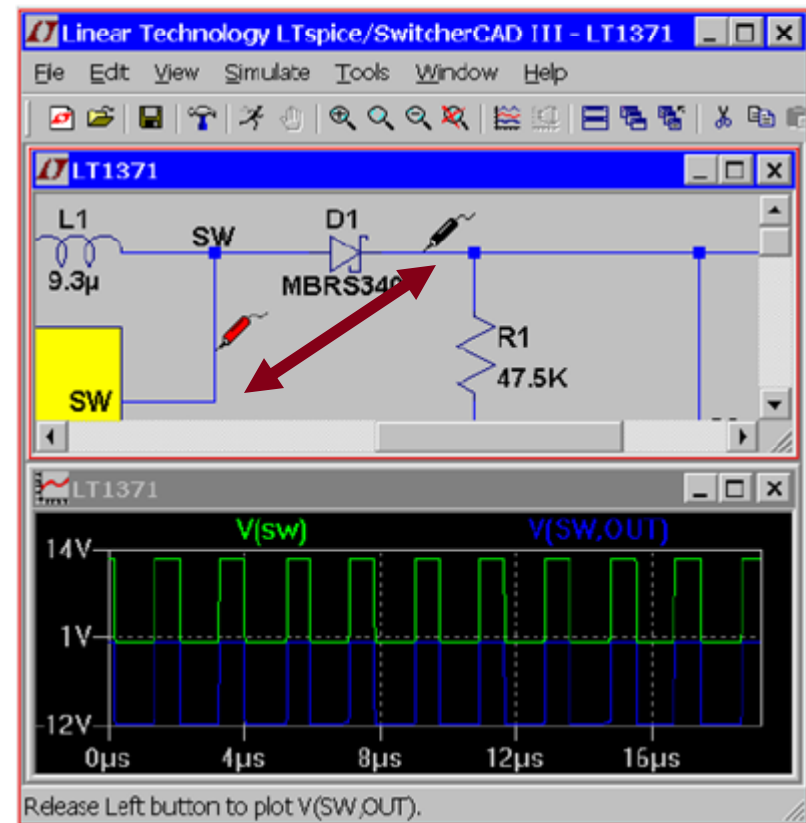 Linear Technology LTspice/SwitcherCAD III - LT1371
File Edit View Simulate Tools Window Help
LT1371
L1
SW
D1
9.3µ
MBRS340
R1
47.5K
SW
LT1371
V(sw) V(SW,OUT)
14V
1V
-12V
0µs 4µs 8µs 12µs 16µs
Release Left button to plot V(SW,OUT).